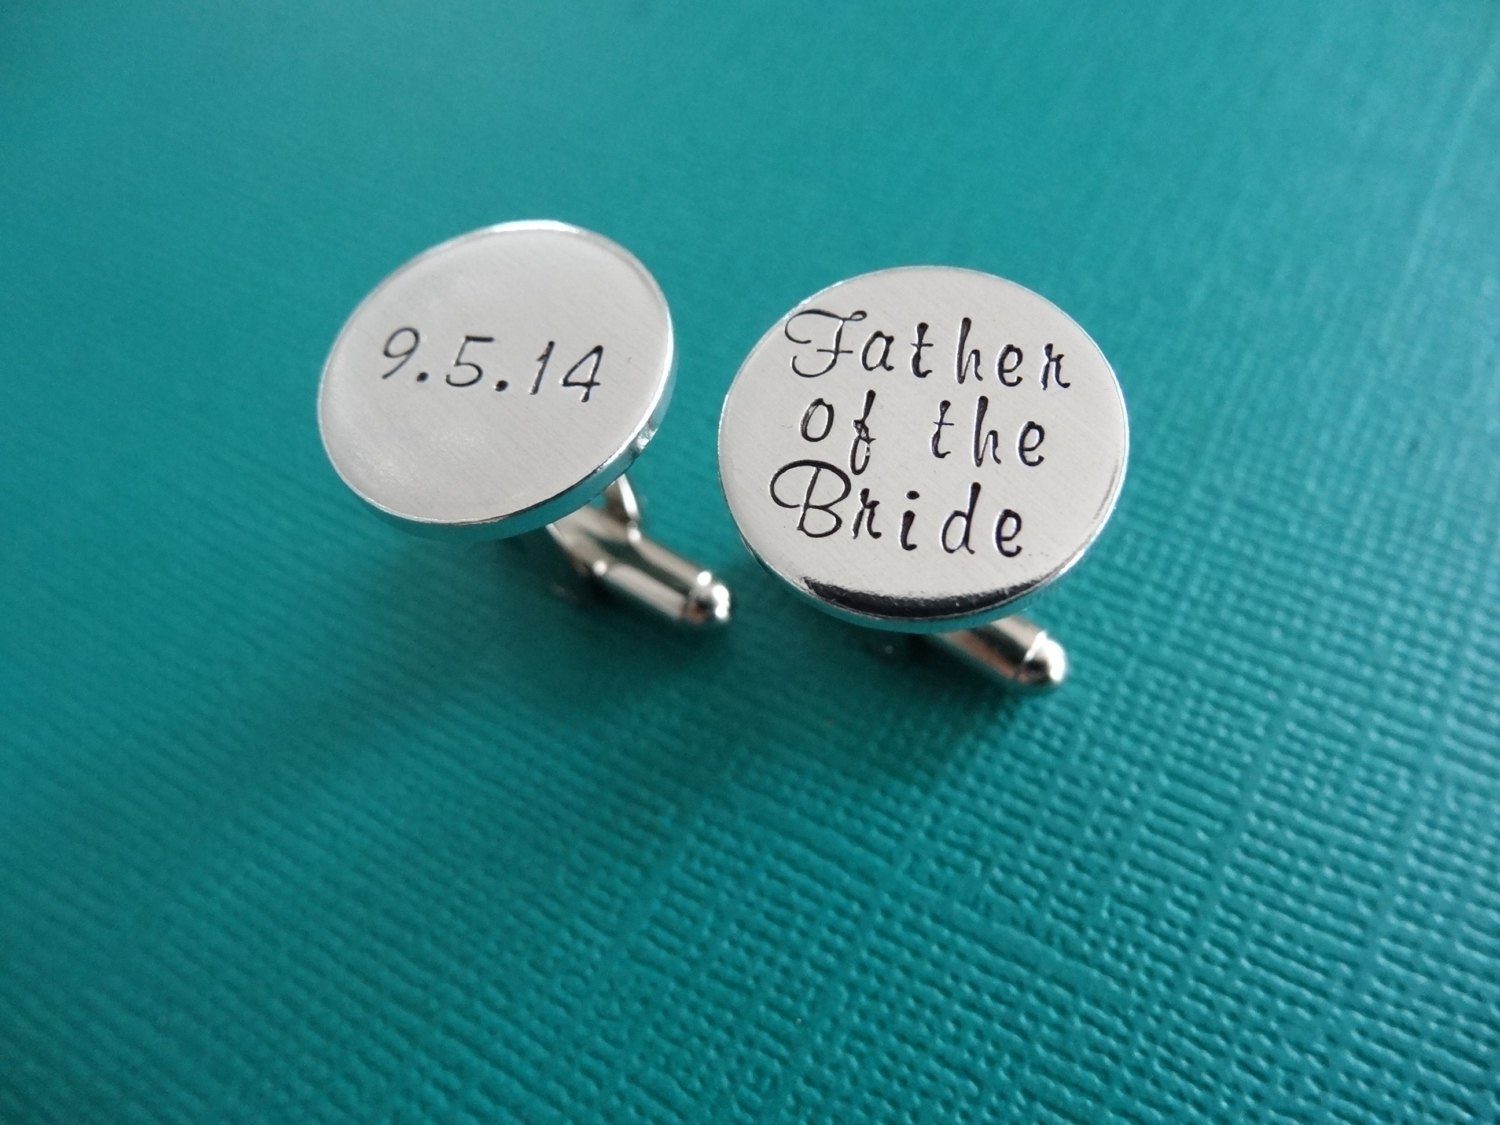 9.5.14
Father
of the
Bride